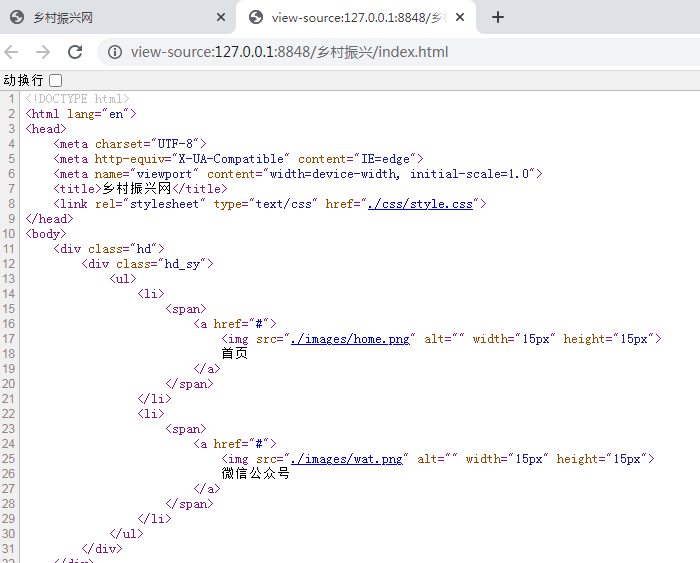 乡村振兴网
view-source:127.0.0.1:8848/乡
view-source:127.0.0.1:8848/乡村振兴/index.html
动换行
1 <!DOCTYPE html>
2 <html lang="en">
3 <head>
4 <meta charset="UTF-8">
5 <meta http-equiv="X-UA-Compatible" content="IE=edge">
6 <meta name="viewport" content="width=device-width, initial-scale=1.0">
7 <title>乡村振兴网</title>
8 <link rel="stylesheet" type="text/css" href="./css/style.css">
9 </head>
10 <body>
11 <div class="hd">
12 <div class="hd_sy">
13 <ul>
14 <li>
15 <span>
16 <a href="#">
17 <img src="./images/home.png" alt="" width="15px" height="15px">
18 首页
19 </a>
20 </span>
21 </li>
22 <li>
23 <span>
24 <a href="#">
25 <img src="./images/wat.png" alt="" width="15px" height="15px">
26 微信公众号
27 </a>
28 </span>
29 </li>
30 </ul>
31 </div>
32 </div>